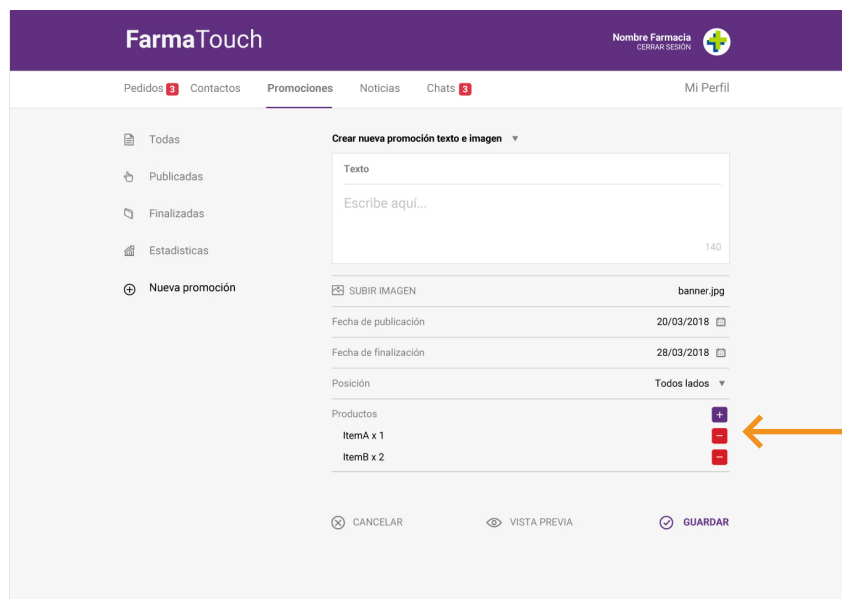 FarmaTouch
Nombre Farmacia
CERRAR SESIÓN
Pedidos 3 Contactos Promociones Noticias Chats 3 Mi Perfil
Todas
Publicadas
Finalizadas
Estadisticas
Nueva promoción
Crear nueva promoción texto e imagen
Texto
Escribe aquí...
140
SUBIR IMAGEN banner.jpg
Fecha de publicación 20/03/2018
Fecha de finalización 28/03/2018
Posición Todos lados
Productos +
ItemA x 1 −
ItemB x 2 −
CANCELAR VISTA PREVIA GUARDAR